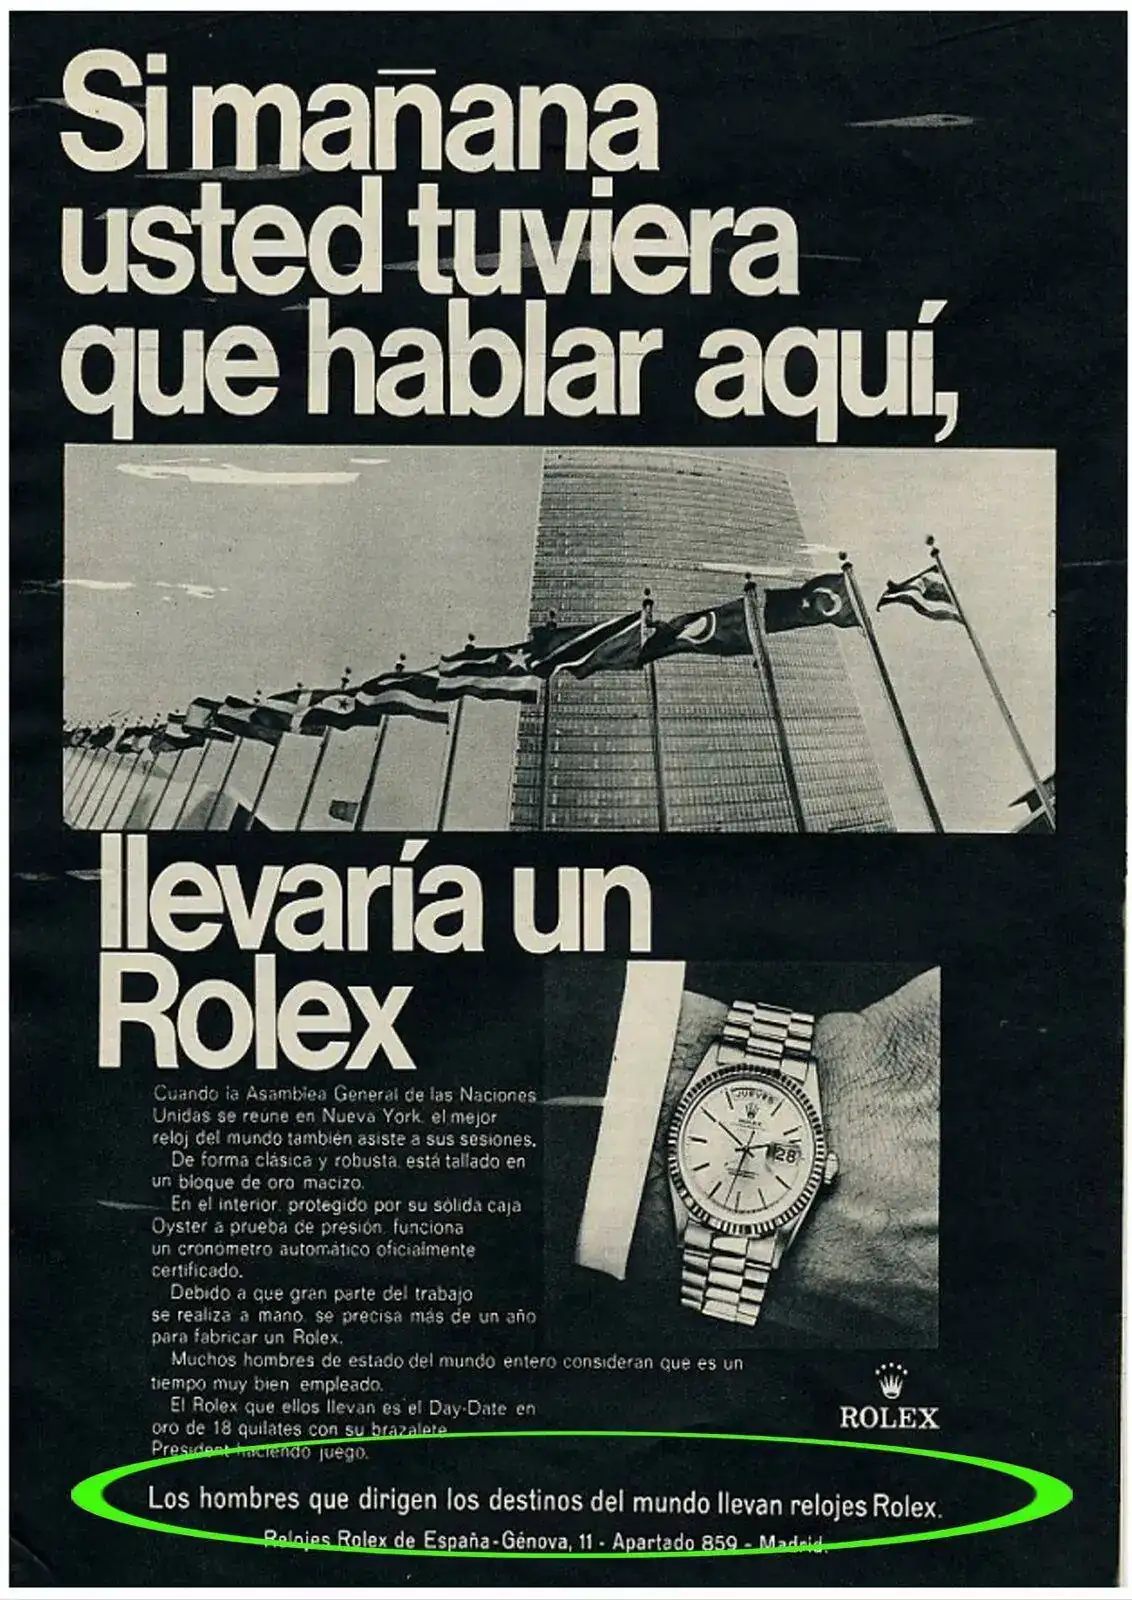 Si mañana
usted tuviera
que hablar aquí,
llevaría un
Rolex
Cuando la Asamblea General de las Naciones
Unidas se reune en Nueva York, el mejor
reloj del mundo también asiste a sus sesiones.
De forma clásica y robusta, está tallado en
un bloque de oro macizo.
En el interior, protegido por su sólida caja
Oyster a prueba de presión, funciona
un cronómetro automático oficialmente
certificado.
Debido a que gran parte del trabajo
se realiza a mano, se precisa más de un año
para fabricar un Rolex.
Muchos hombres de estado del mundo entero consideran que es un
tiempo muy bien empleado.
El Rolex que ellos llevan es el Day-Date en
oro de 18 quilates con su brazalete
President haciendo juego.
JUEVES
ROLEX
28
ROLEX
Los hombres que dirigen los destinos del mundo llevan relojes Rolex.
Relojes Rolex de España-Génova, 11 - Apartado 859 - Madrid.